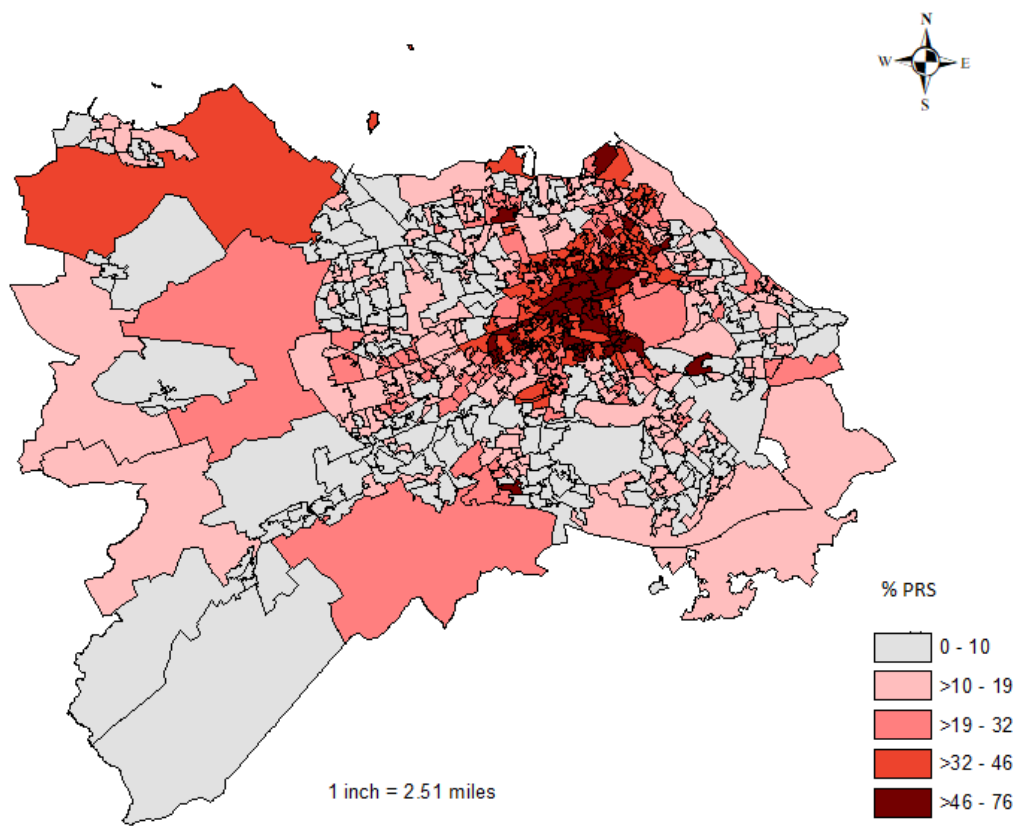 N
W E
S
% PRS
0 - 10
>10 - 19
>19 - 32
>32 - 46
>46 - 76
1 inch = 2.51 miles